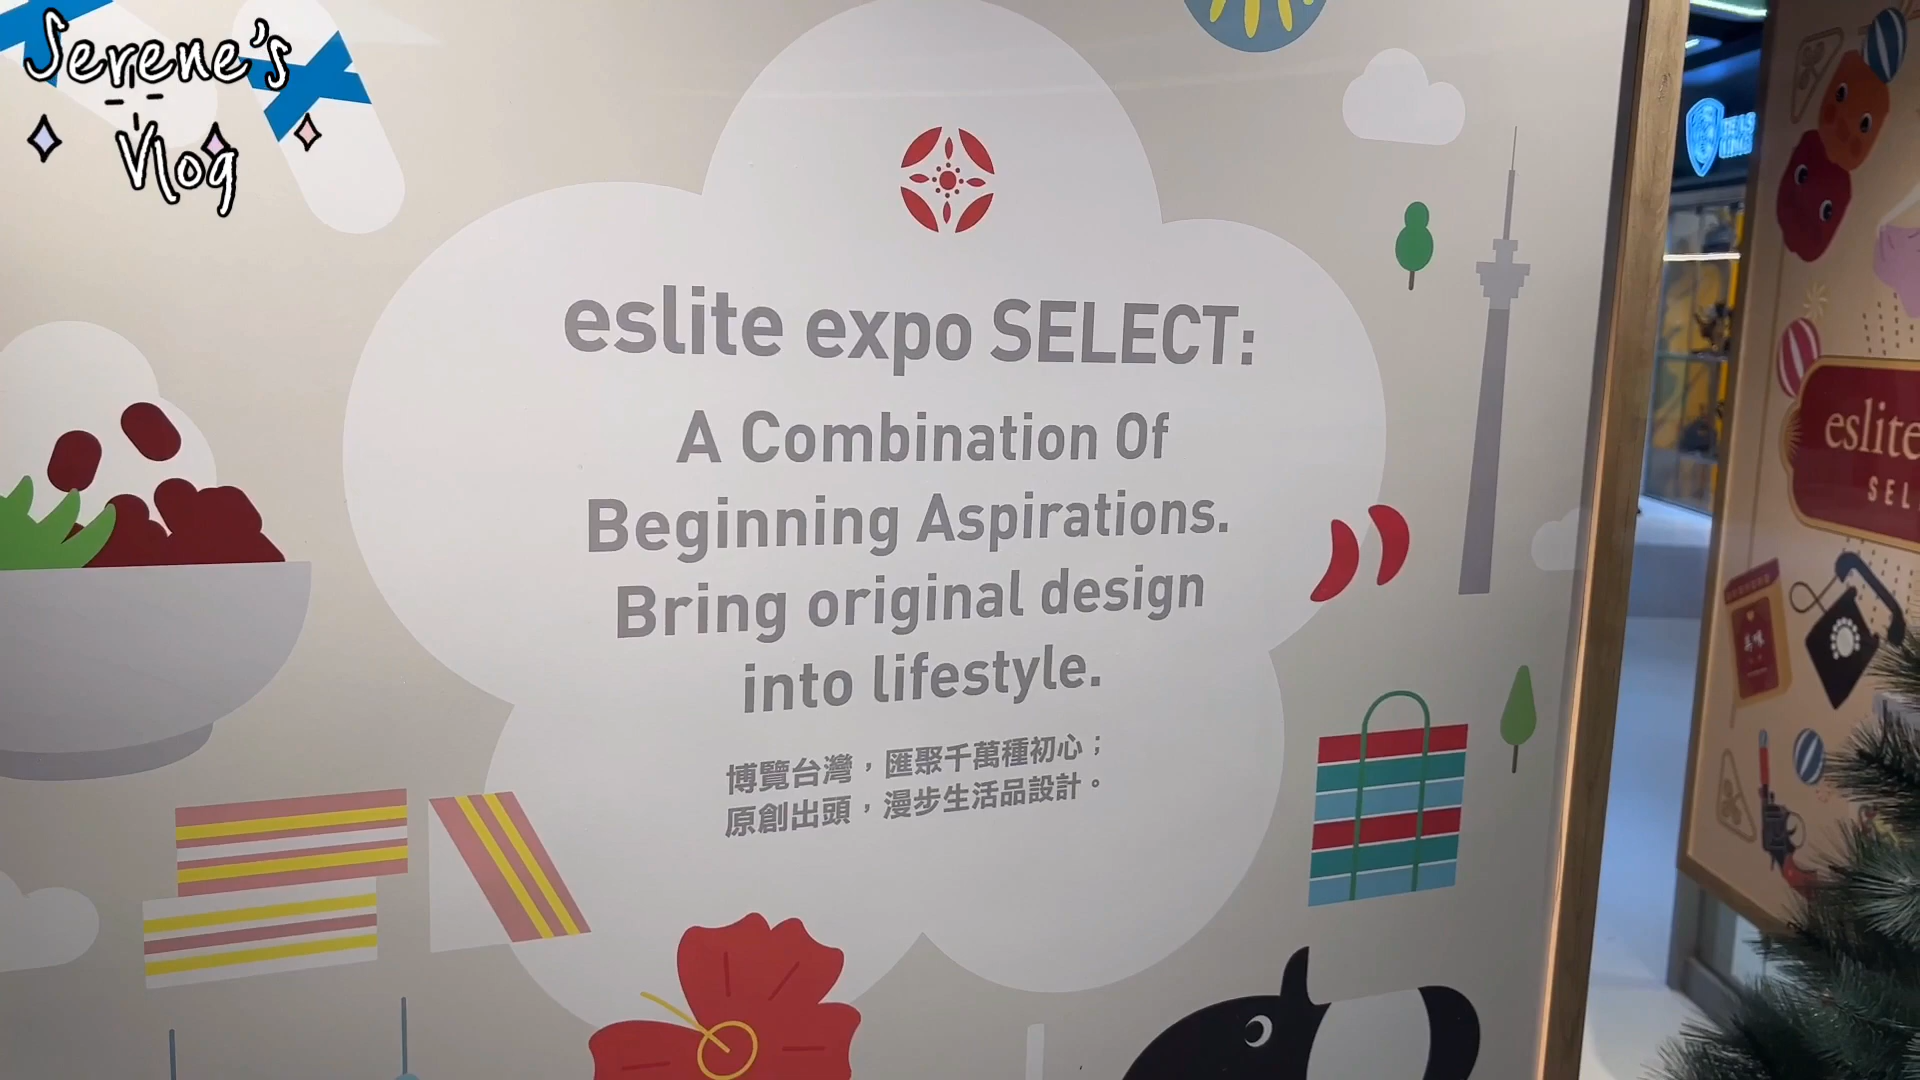 Serene's
Vlog
eslite expo SELECT:
A Combination Of
Beginning Aspirations.
Bring original design
into lifestyle.
博覽台灣，匯聚千萬種初心；
原創出頭，漫步生活品設計。
eslite
SEL